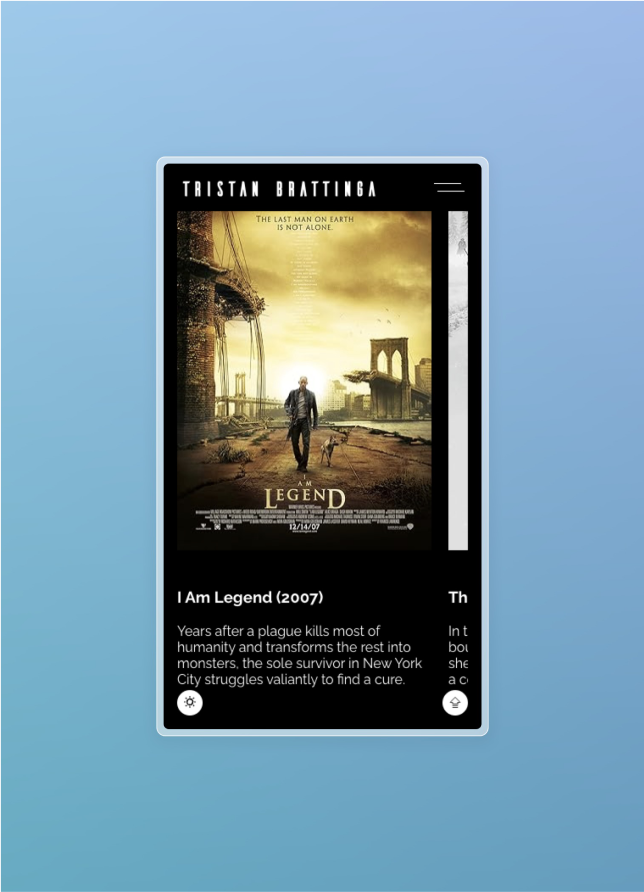 TRISTAN BRATTINGA
THE LAST MAN ON EARTH
IS NOT ALONE.
I AM
LEGEND
12/14/07
I Am Legend (2007)
Years after a plague kills most of
humanity and transforms the rest into
monsters, the sole survivor in New York
City struggles valiantly to find a cure.
Th
In t
bou
she
a c